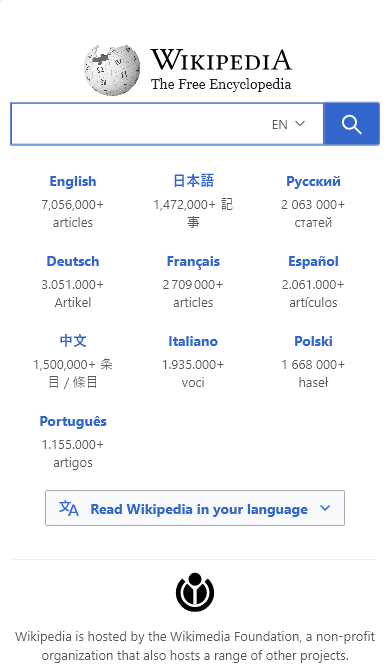 WIKIPEDIA
The Free Encyclopedia
EN
English
7,056,000+
articles
日本語
1,472,000+ 記
事
Русский
2 063 000+
статей
Deutsch
3.051.000+
Artikel
Français
2 709 000+
articles
Español
2.061.000+
artículos
中文
1,500,000+ 条
目 / 條目
Italiano
1.935.000+
voci
Polski
1 668 000+
haseł
Português
1.155.000+
artigos
Read Wikipedia in your language
Wikipedia is hosted by the Wikimedia Foundation, a non-profit
organization that also hosts a range of other projects.